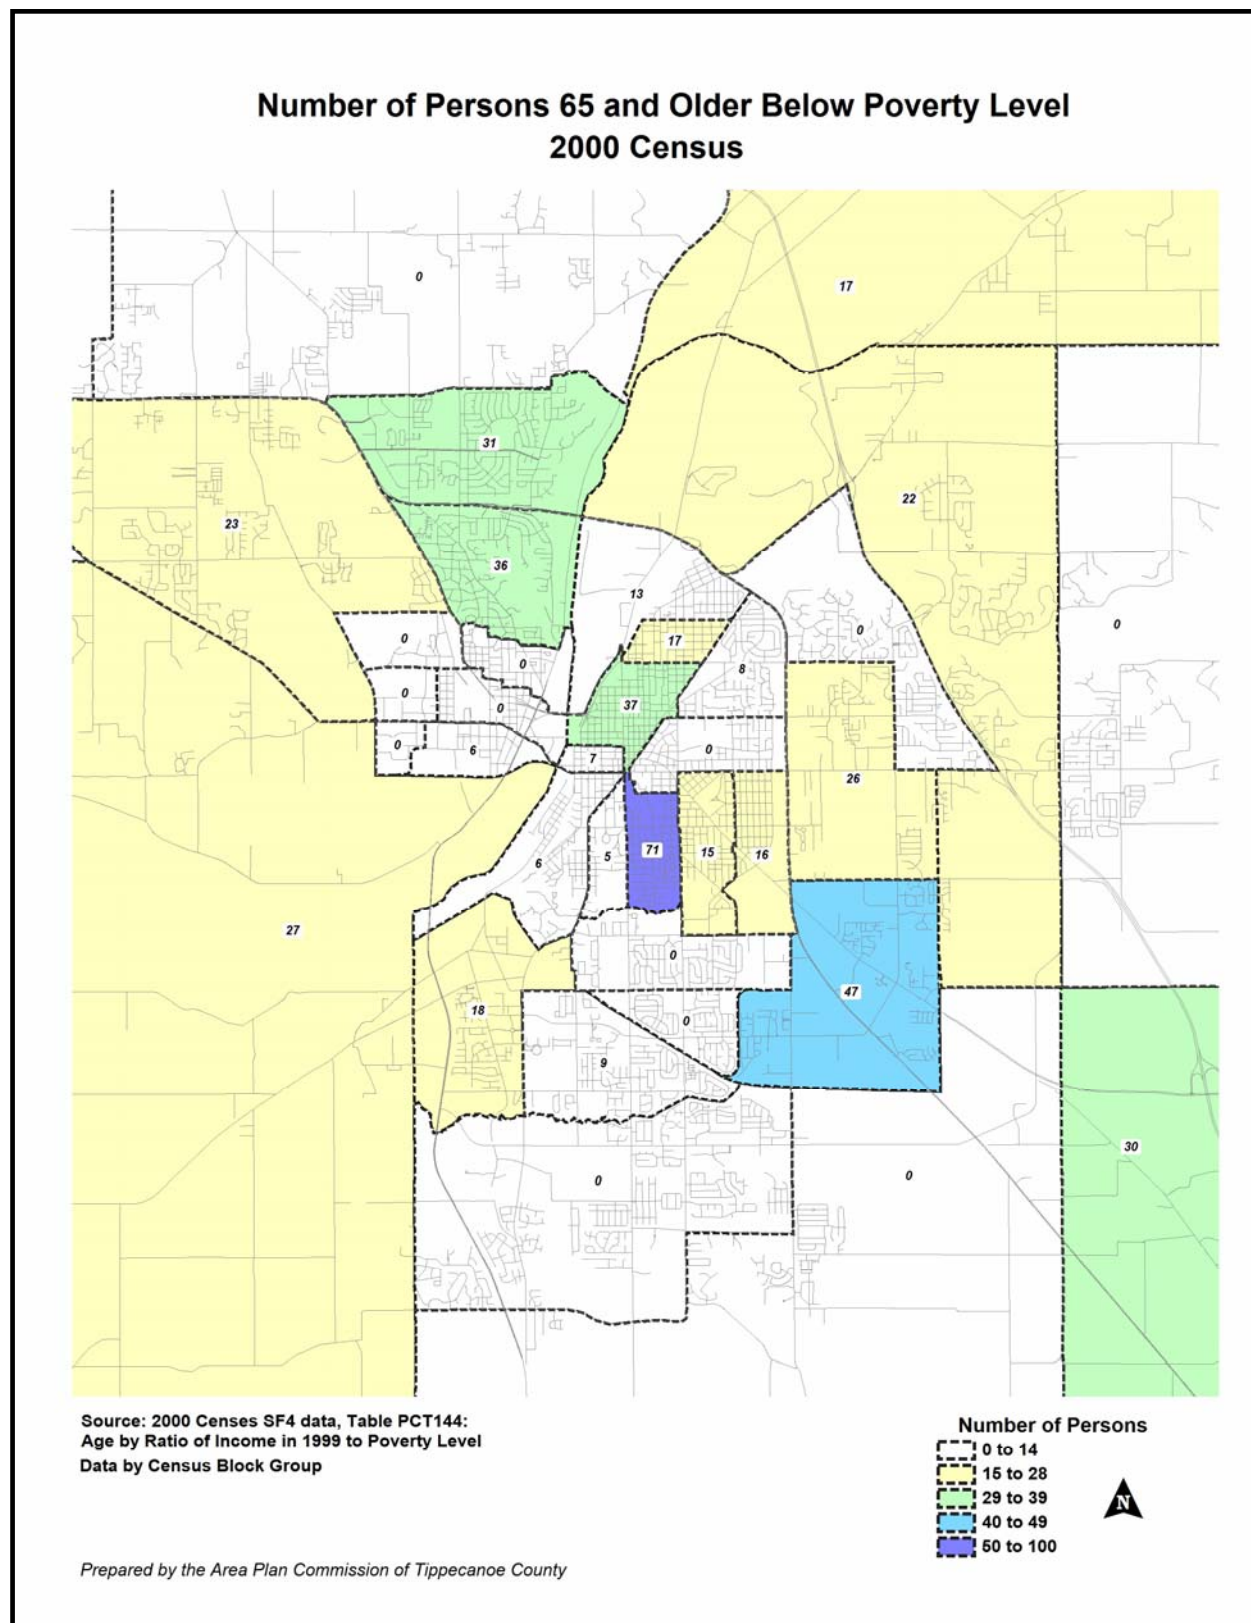 Number of Persons 65 and Older Below Poverty Level
2000 Census
0
17
31
22
23
36
13
0
0
17
0
0
8
0
37
0
0
6
7
0
26
71
15
16
5
6
27
0
47
18
0
9
30
0
0
Source: 2000 Censes SF4 data, Table PCT144:
Age by Ratio of Income in 1999 to Poverty Level
Data by Census Block Group
Number of Persons
0 to 14
15 to 28
29 to 39
40 to 49
50 to 100
N
Prepared by the Area Plan Commission of Tippecanoe County